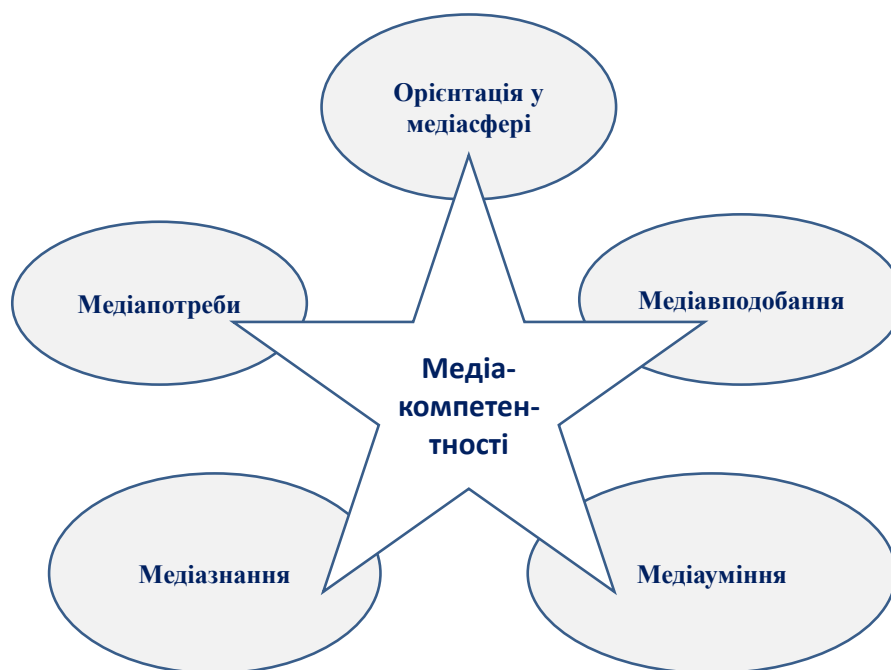 Орієнтація у
медіасфері
Медіапотреби
Медіавподобання
Медіа-
компетен-
тності
Медіазнання
Медіауміння